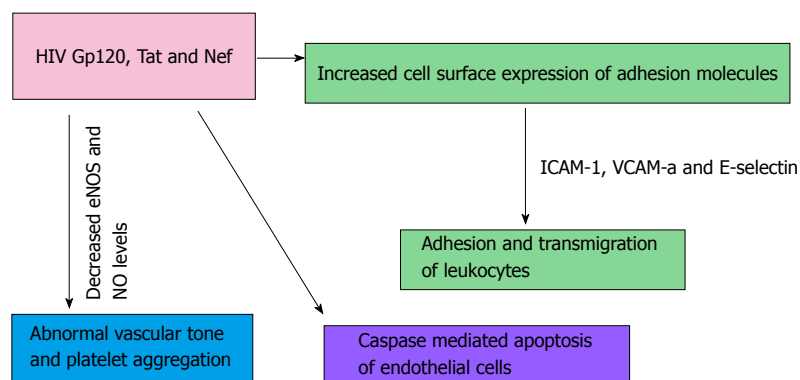 HIV Gp120, Tat and Nef
Increased cell surface expression of adhesion molecules
ICAM-1, VCAM-a and E-selectin
Decreased eNOS and
NO levels
Adhesion and transmigration
of leukocytes
Abnormal vascular tone
and platelet aggregation
Caspase mediated apoptosis
of endothelial cells